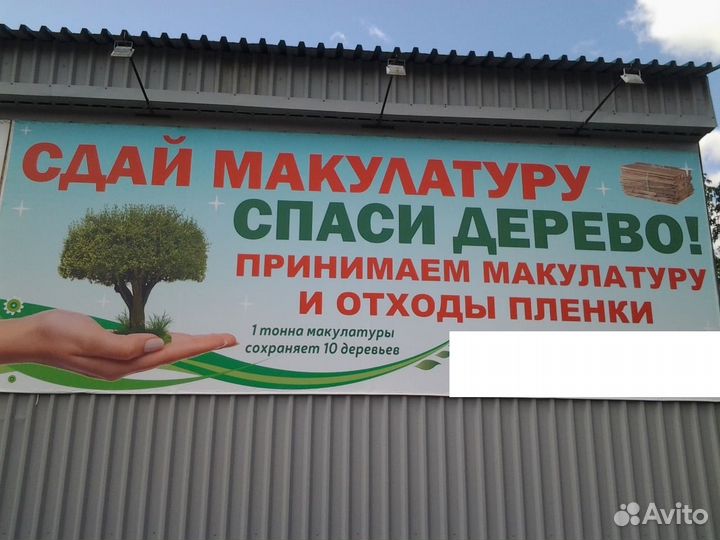 СДАЙ МАКУЛАТУРУ
СПАСИ ДЕРЕВО!
ПРИНИМАЕМ МАКУЛАТУРУ
И ОТХОДЫ ПЛЕНКИ
1 тонна макулатуры
сохраняет 10 деревьев
Avito